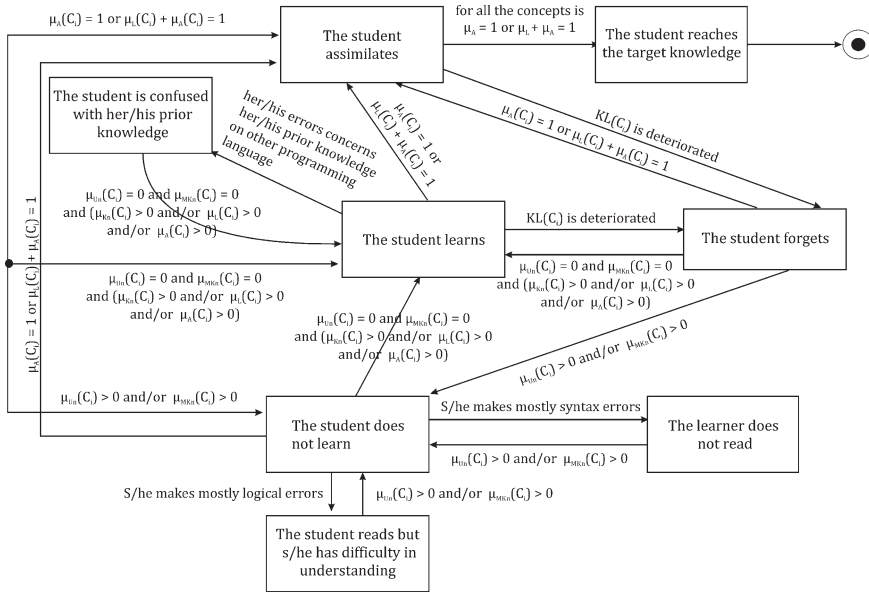 μA(Ci) = 1 or μL(Ci) + μA(Ci) = 1
The student
assimilates
for all the concepts is
μA = 1 or μL + μA = 1
The student reaches
the target knowledge
The student is confused
with her/his prior
knowledge
her/his errors concerns
her/his prior knowledge
on other programming
language
μA(Ci) = 1 or
μL(Ci) + μA(Ci) = 1
KL(Ci) is deteriorated
μA(Ci) = 1 or μL(Ci) + μA(Ci) = 1
μUn(Ci) = 0 and μMKn(Ci) = 0
and (μKn(Ci) > 0 and/or μL(Ci) > 0
and/or μA(Ci) > 0)
The student learns
KL(Ci) is deteriorated
The student forgets
μUn(Ci) = 0 and μMKn(Ci) = 0
and (μKn(Ci) > 0 and/or μL(Ci) > 0
and/or μA(Ci) > 0)
μUn(Ci) = 0 and μMKn(Ci) = 0
and (μKn(Ci) > 0 and/or μL(Ci) > 0
and/or μA(Ci) > 0)
μA(Ci) = 1 or μL(Ci) + μA(Ci) = 1
μUn(Ci) = 0 and μMKn(Ci) = 0
and (μKn(Ci) > 0 and/or μL(Ci) > 0
and/or μA(Ci) > 0)
μUn(Ci) > 0 and/or μMKn(Ci) > 0
μUn(Ci) > 0 and/or μMKn(Ci) > 0
The student does
not learn
S/he makes mostly syntax errors
The learner does
not read
μUn(Ci) > 0 and/or μMKn(Ci) > 0
S/he makes mostly logical errors
μUn(Ci) > 0 and/or μMKn(Ci) > 0
The student reads but
s/he has difficulty in
understanding